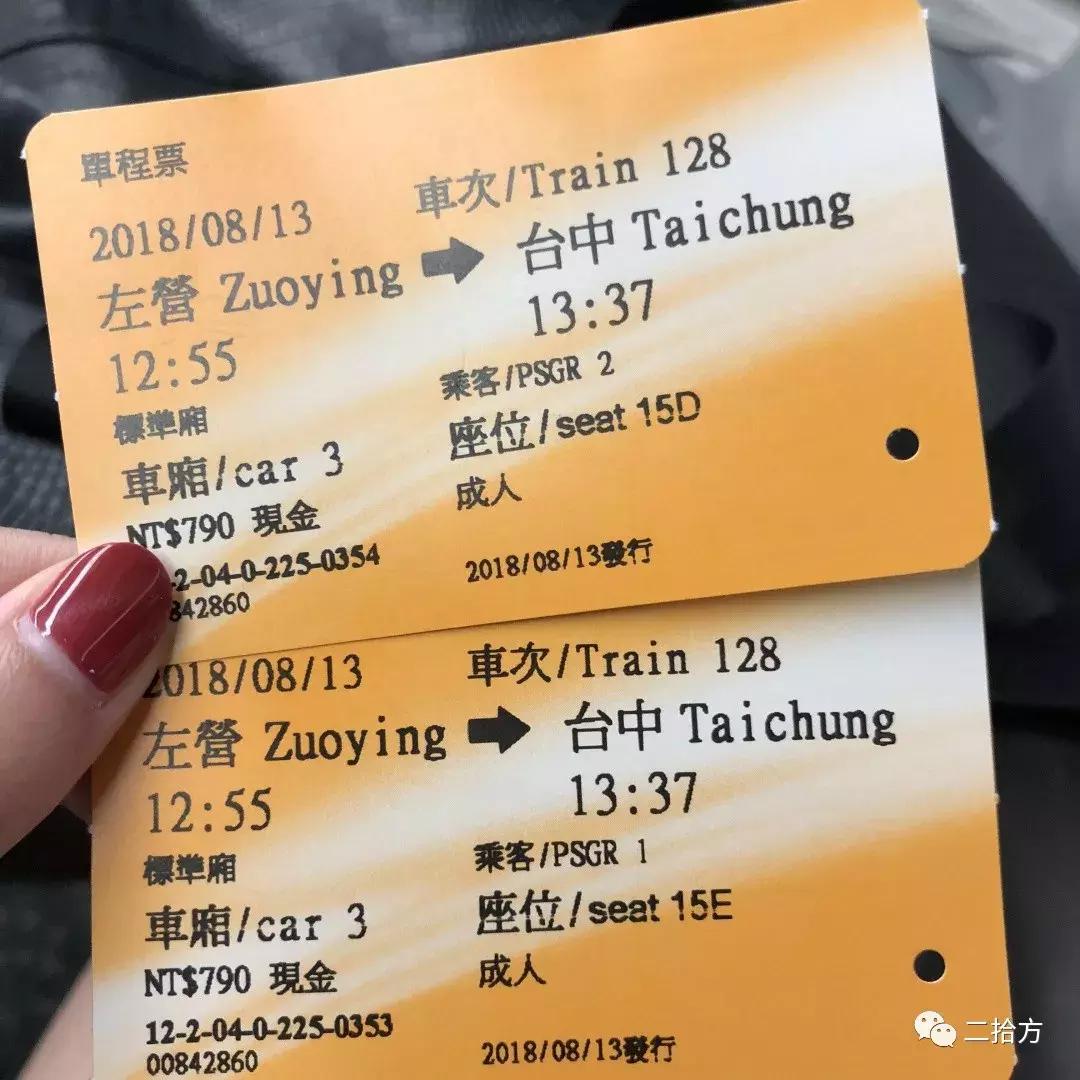 單程票
2018/08/13 車次/Train 128
左營 Zuoying ➡ 台中 Taichung
12:55 13:37
標準廂 乘客/PSGR 2
車廂/car 3 座位/seat 15D
NT$790 現金 成人
-2-04-0-225-0354 2018/08/13發行
842860
2018/08/13 車次/Train 128
左營 Zuoying ➡ 台中 Taichung
12:55 13:37
標準廂 乘客/PSGR 1
車廂/car 3 座位/seat 15E
NT$790 現金 成人
12-2-04-0-225-0353
00842860 2018/08/13發行
二拾方